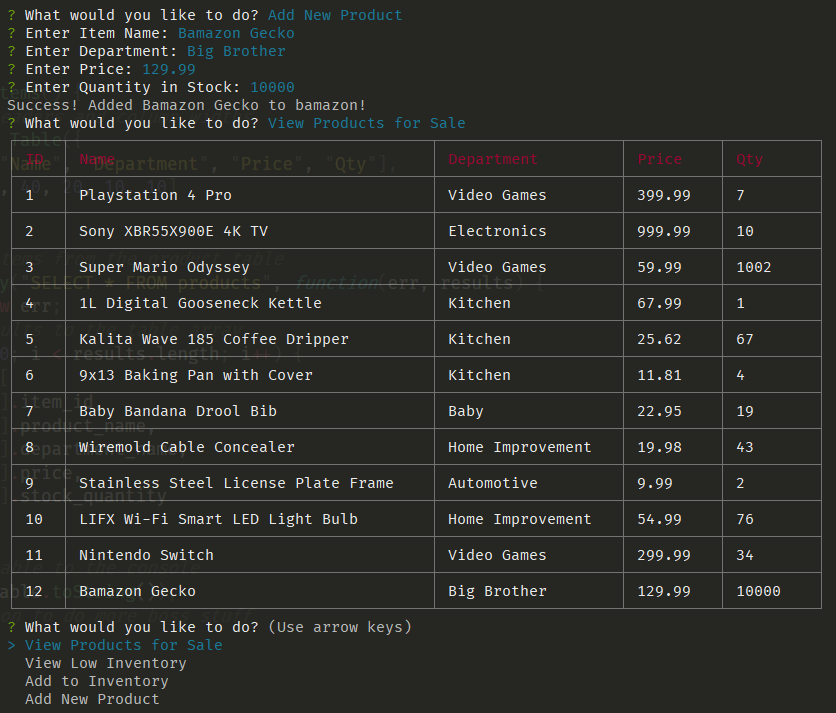 ? What would you like to do? Add New Product
? Enter Item Name: Bamazon Gecko
? Enter Department: Big Brother
? Enter Price: 129.99
? Enter Quantity in Stock: 10000
Success! Added Bamazon Gecko to bamazon!
? What would you like to do? View Products for Sale
ID Name Department Price Qty
1 Playstation 4 Pro Video Games 399.99 7
2 Sony XBR55X900E 4K TV Electronics 999.99 10
3 Super Mario Odyssey Video Games 59.99 1002
4 1L Digital Gooseneck Kettle Kitchen 67.99 1
5 Kalita Wave 185 Coffee Dripper Kitchen 25.62 67
6 9x13 Baking Pan with Cover Kitchen 11.81 4
7 Baby Bandana Drool Bib Baby 22.95 19
8 Wiremold Cable Concealer Home Improvement 19.98 43
9 Stainless Steel License Plate Frame Automotive 9.99 2
10 LIFX Wi-Fi Smart LED Light Bulb Home Improvement 54.99 76
11 Nintendo Switch Video Games 299.99 34
12 Bamazon Gecko Big Brother 129.99 10000
? What would you like to do? (Use arrow keys)
> View Products for Sale
View Low Inventory
Add to Inventory
Add New Product